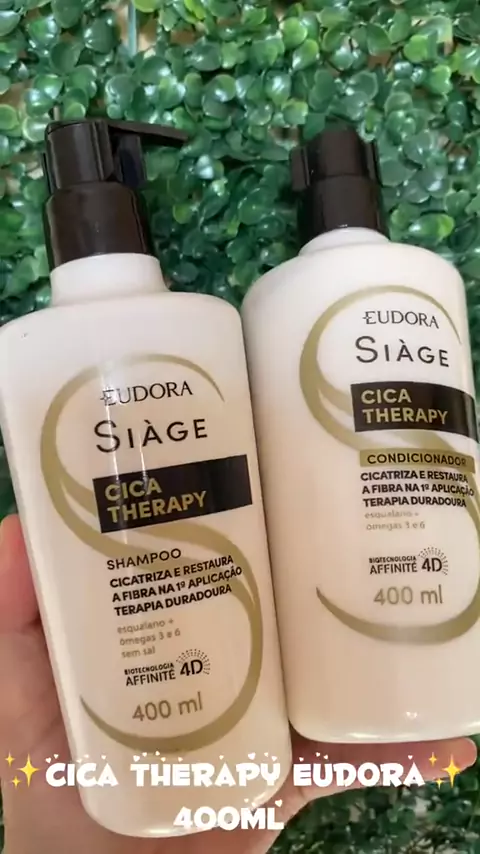 EUDORA
SIÀGE
CICA
THERAPY
SHAMPOO
CICATRIZA E RESTAURA
A FIBRA NA 1ª APLICAÇÃO
TERAPIA DURADOURA
esqualano +
ômegas 3 e 6
sem sal
BIOTECNOLOGIA
AFFINITÉ 4D
400 ml
EUDORA
SIÀGE
CICA
THERAPY
CONDICIONADOR
CICATRIZA E RESTAURA
A FIBRA NA 1ª APLICAÇÃO
TERAPIA DURADOURA
esqualano +
ômegas 3 e 6
BIOTECNOLOGIA
AFFINITÉ 4D
400 ml
✨CICA THERAPY EUDORA✨
400ML